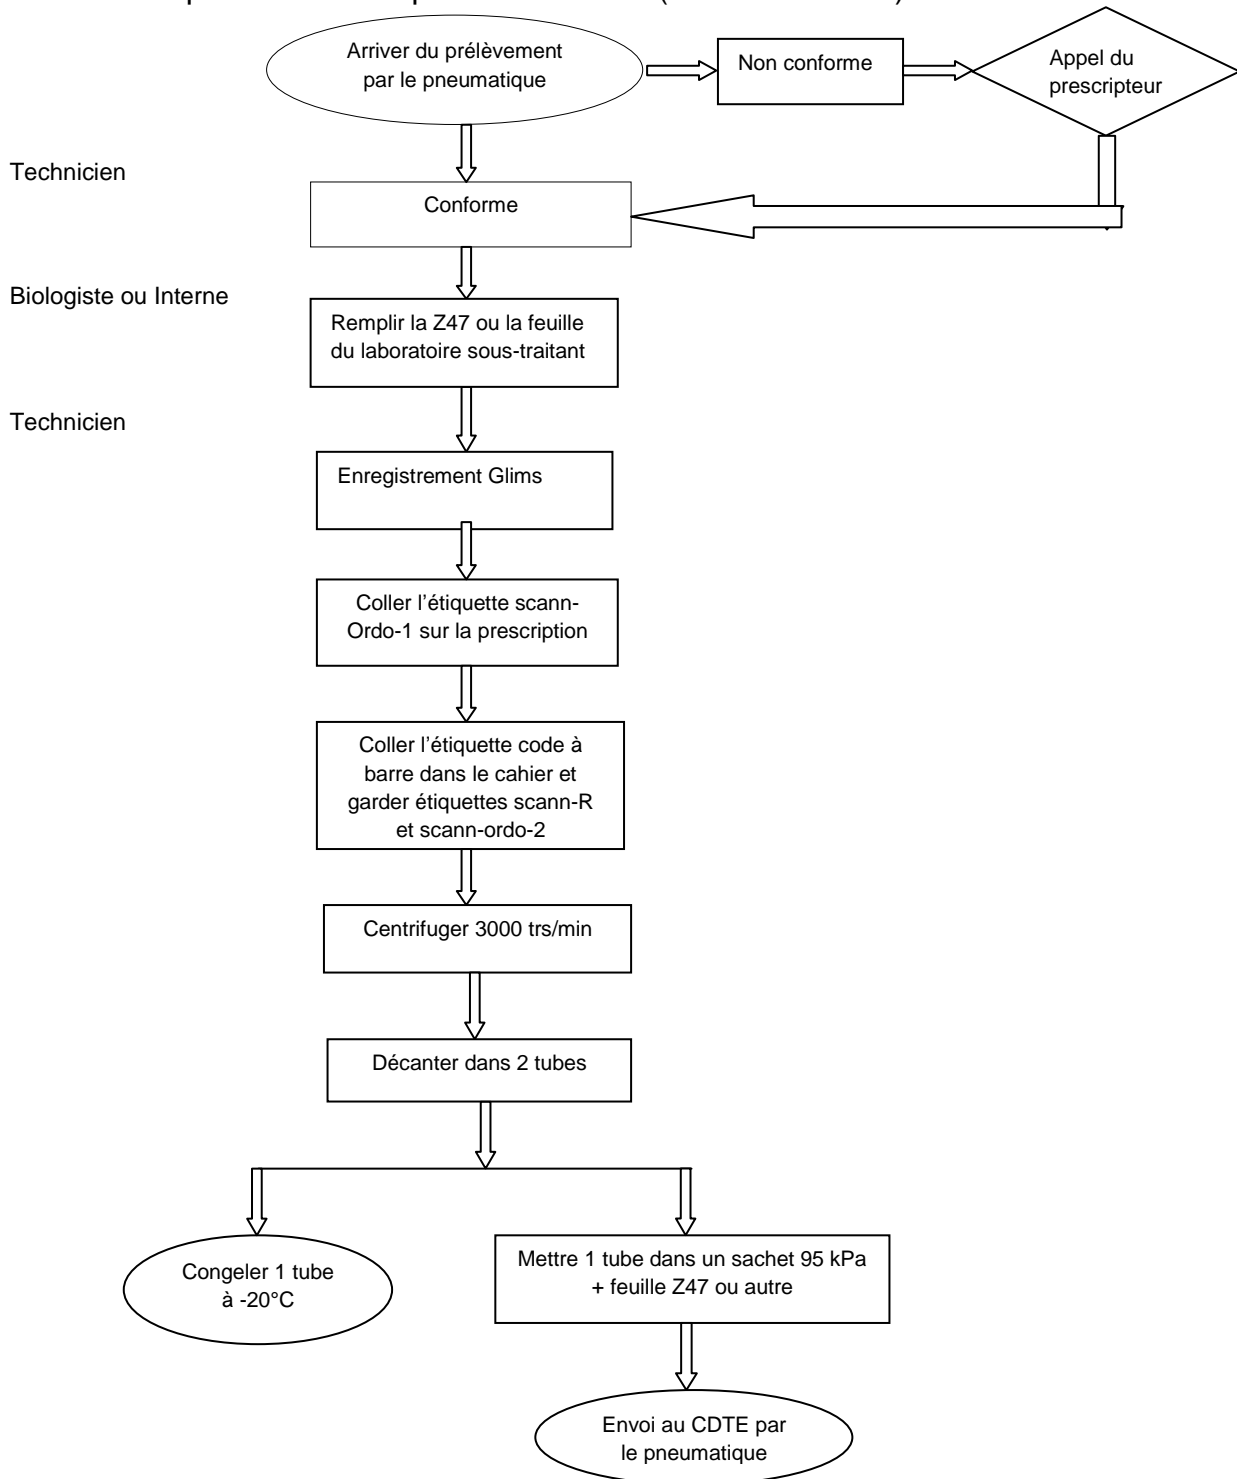 Arriver du prélèvement
par le pneumatique
Non conforme
Appel du
prescripteur
Technicien
Conforme
Biologiste ou Interne
Remplir la Z47 ou la feuille
du laboratoire sous-traitant
Technicien
Enregistrement Glims
Coller l’étiquette scann-
Ordo-1 sur la prescription
Coller l’étiquette code à
barre dans le cahier et
garder étiquettes scann-R
et scann-ordo-2
Centrifuger 3000 trs/min
Décanter dans 2 tubes
Congeler 1 tube
à -20°C
Mettre 1 tube dans un sachet 95 kPa
+ feuille Z47 ou autre
Envoi au CDTE par
le pneumatique